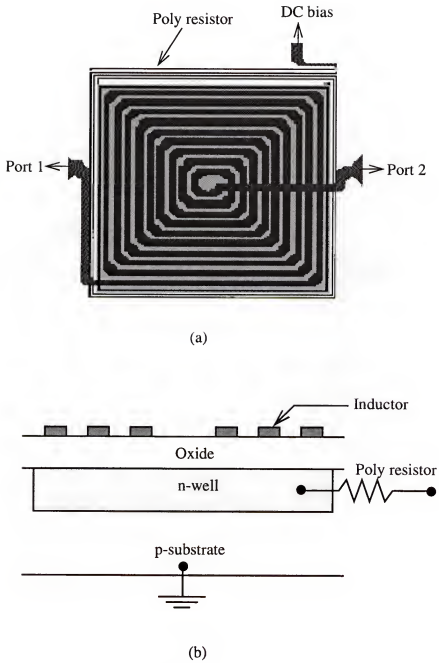 DC bias
Poly resistor
Port 1
Port 2
(a)
Inductor
Oxide
Poly resistor
n-well
p-substrate
(b)